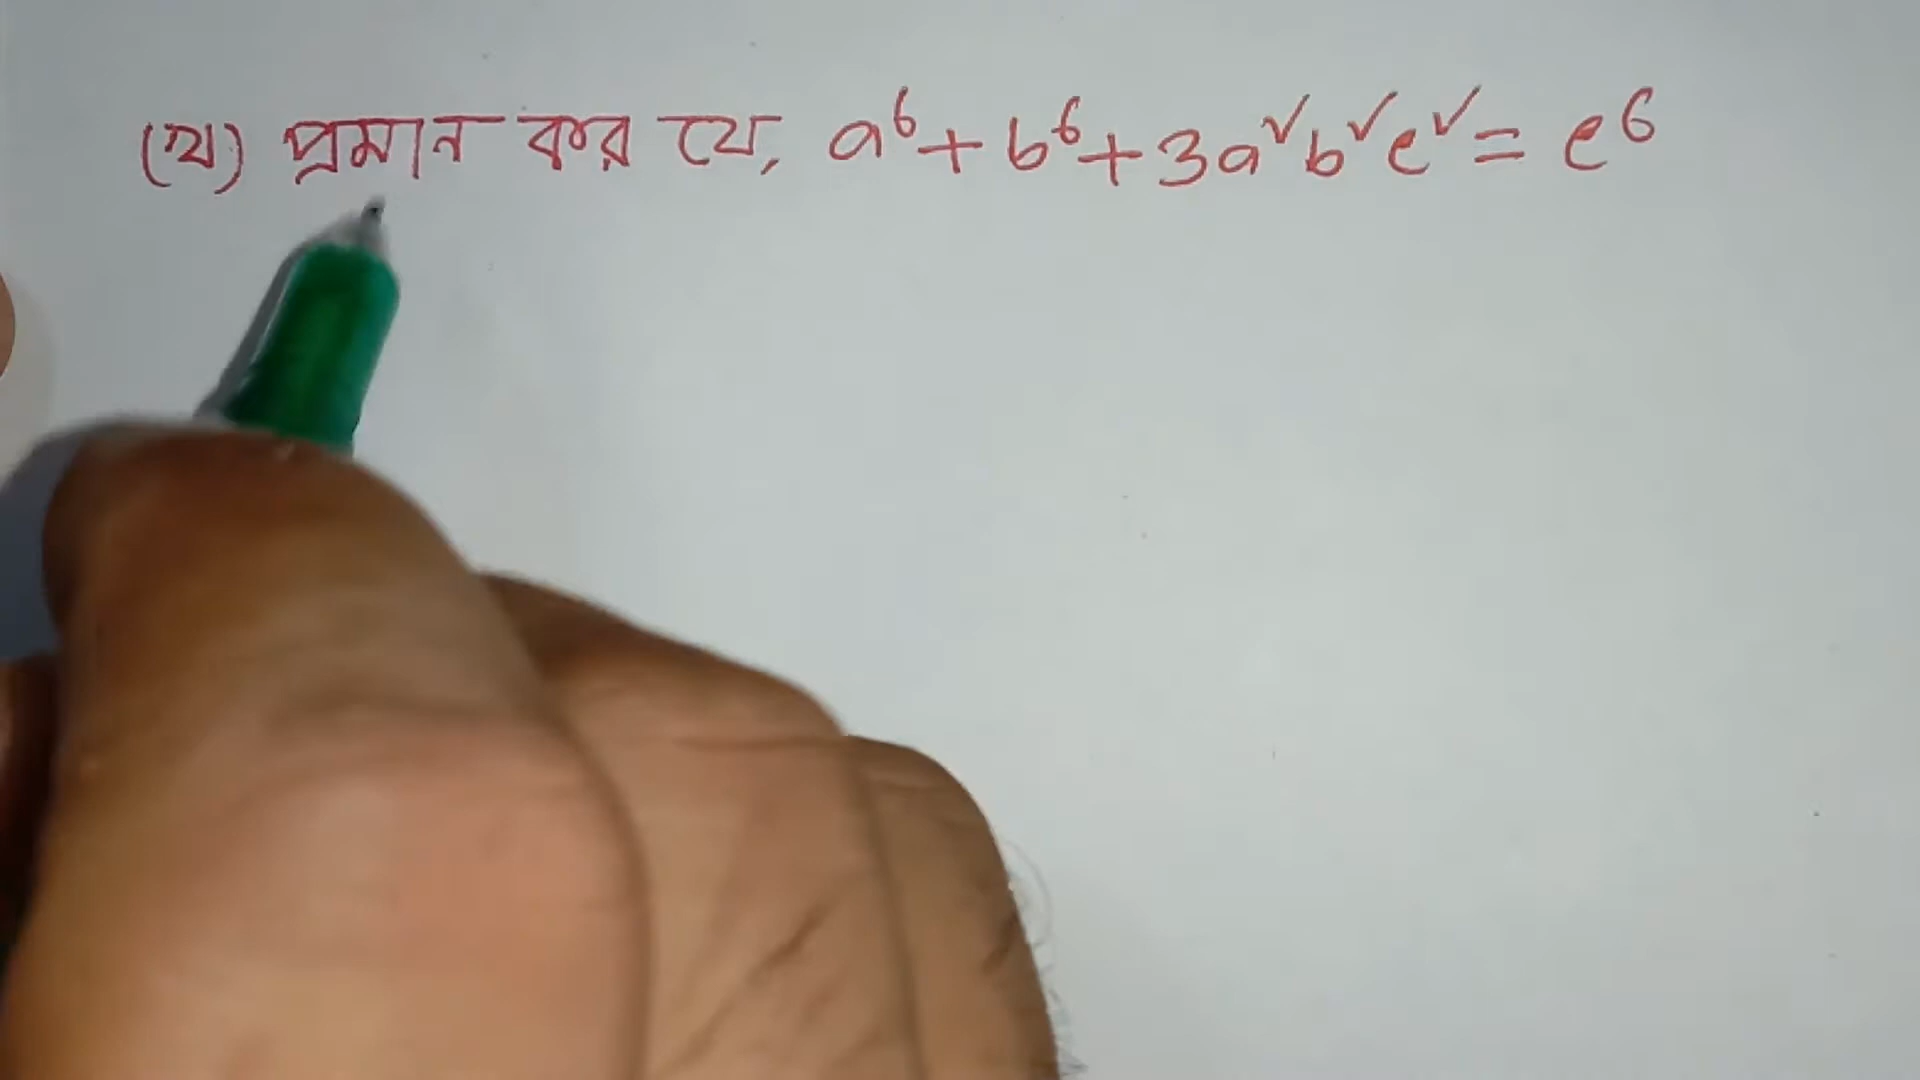 (খ) প্রমান কর যে, a⁶ + b⁶ + 3a²b²c² = c⁶